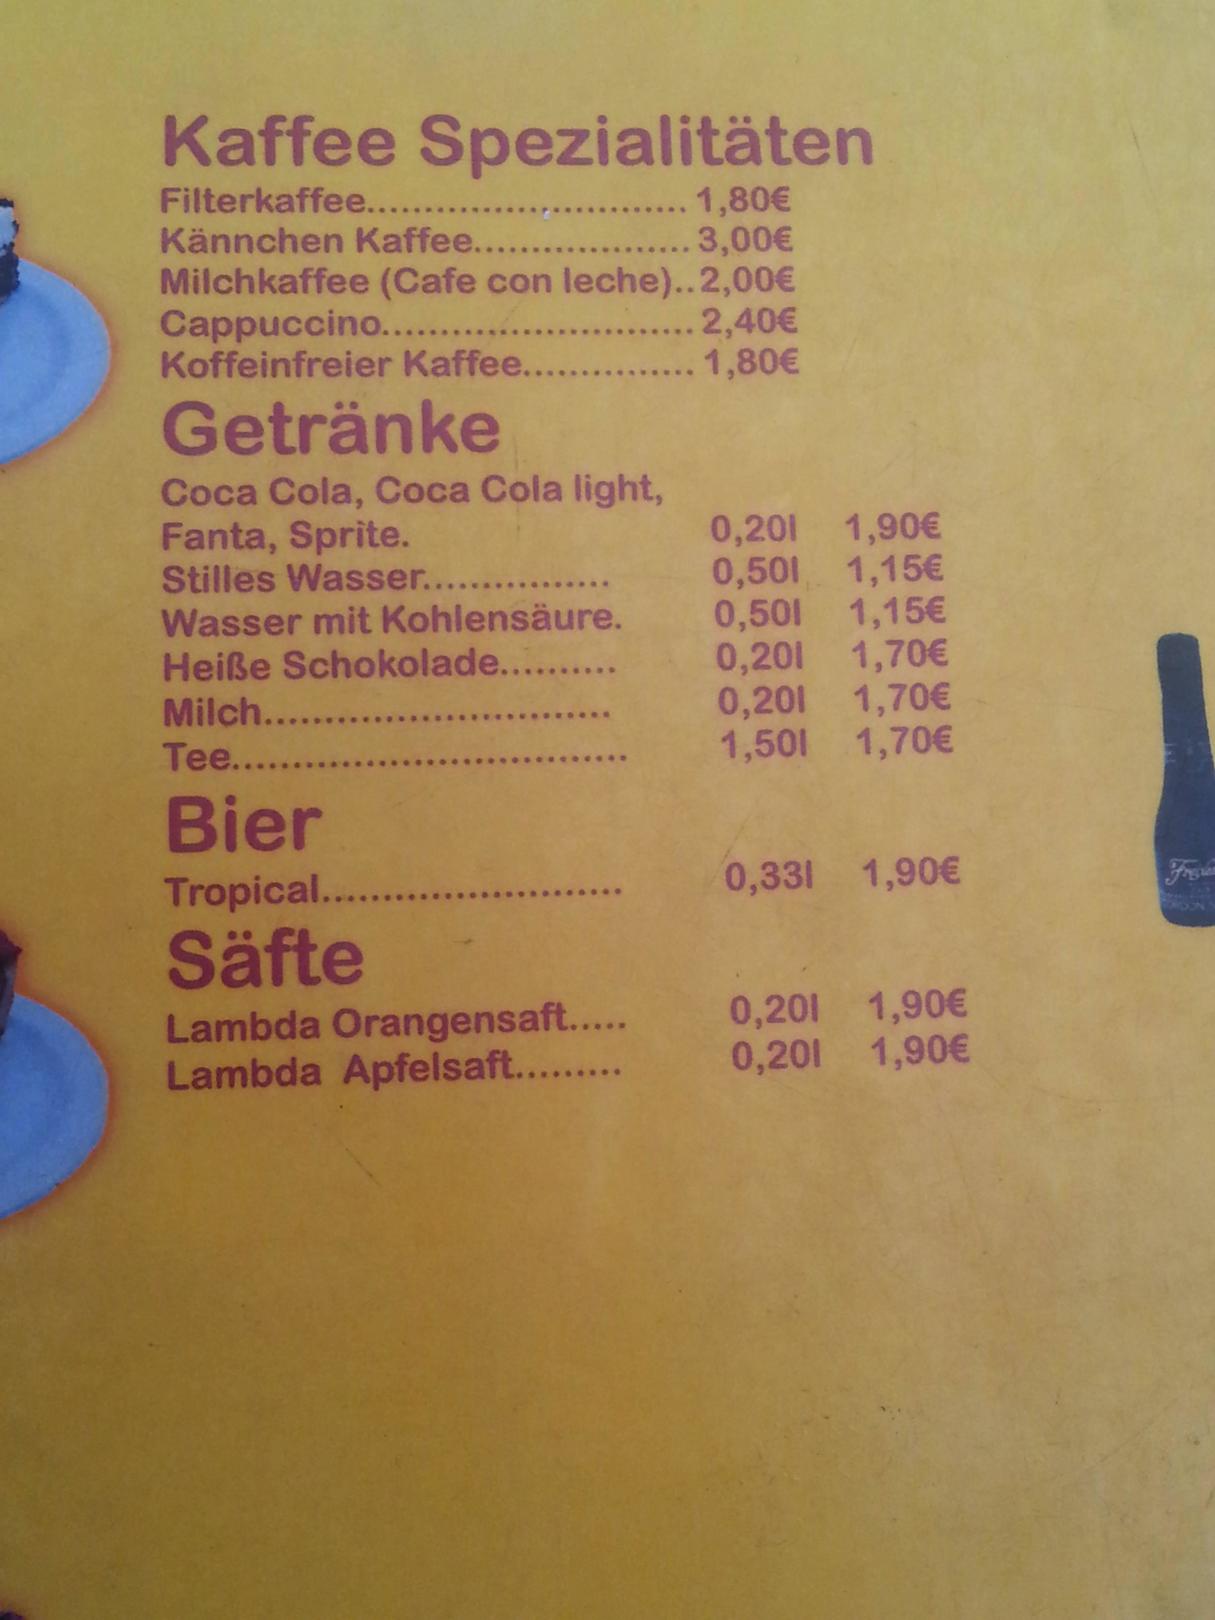 Kaffee Spezialitäten
Filterkaffee............................ 1,80€
Kännchen Kaffee................... 3,00€
Milchkaffee (Cafe con leche)..2,00€
Cappuccino........................... 2,40€
Koffeinfreier Kaffee............... 1,80€
Getränke
Coca Cola, Coca Cola light,
Fanta, Sprite. 0,20l 1,90€
Stilles Wasser................ 0,50l 1,15€
Wasser mit Kohlensäure. 0,50l 1,15€
Heiße Schokolade.......... 0,20l 1,70€
Milch.............................. 0,20l 1,70€
Tee.................................. 1,50l 1,70€
Bier
Tropical.......................... 0,33l 1,90€
Säfte
Lambda Orangensaft..... 0,20l 1,90€
Lambda Apfelsaft......... 0,20l 1,90€